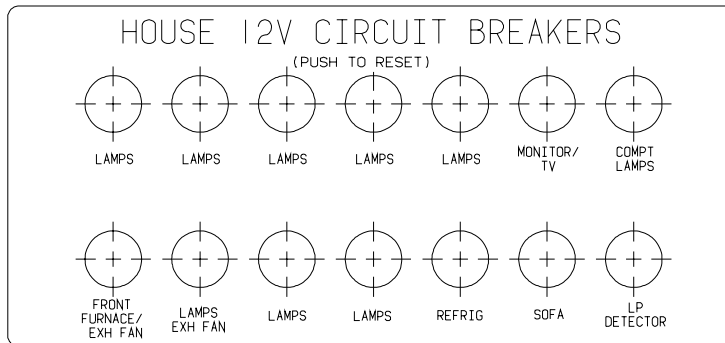 HOUSE 12V CIRCUIT BREAKERS
(PUSH TO RESET)
LAMPS LAMPS LAMPS LAMPS LAMPS MONITOR/ TV COMPT LAMPS
FRONT FURNACE/ EXH FAN LAMPS EXH FAN LAMPS LAMPS REFRIG SOFA LP DETECTOR